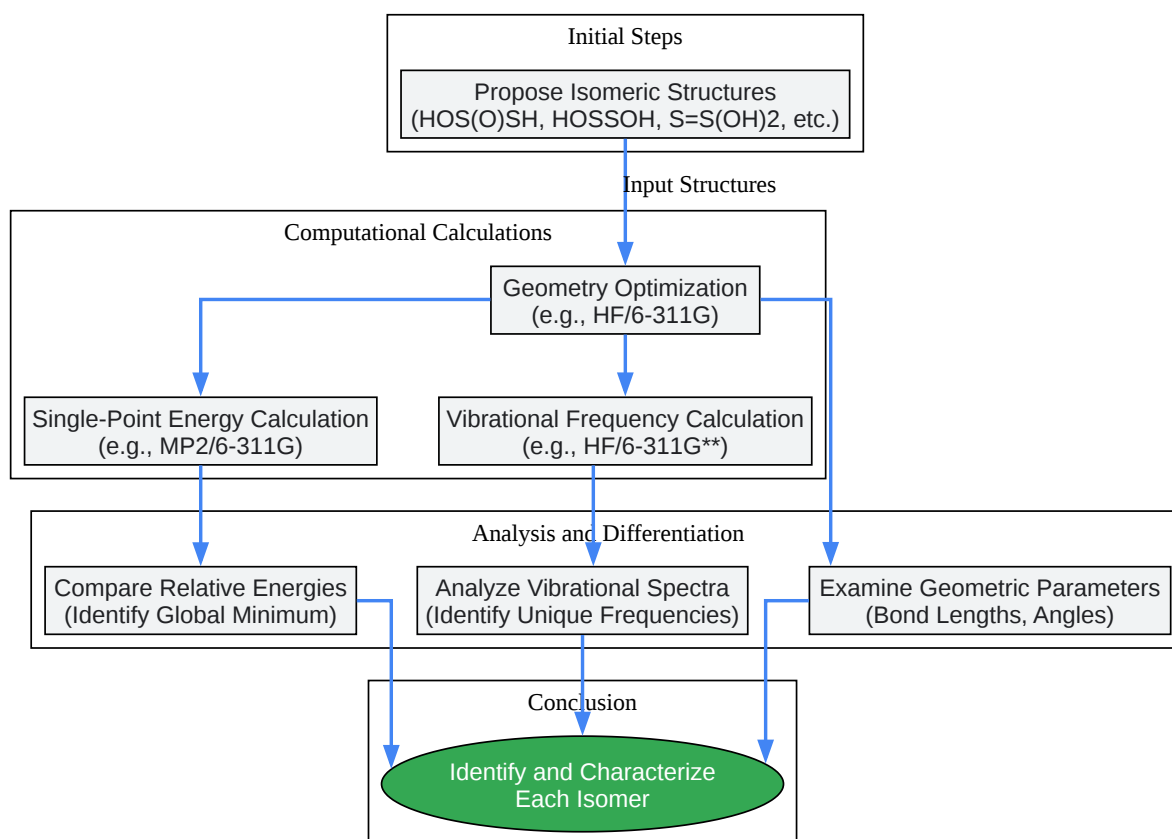 Initial Steps
Propose Isomeric Structures
(HOS(O)SH, HOSSOH, S=S(OH)2, etc.)
Input Structures
Computational Calculations
Geometry Optimization
(e.g., HF/6-311G)
Single-Point Energy Calculation
(e.g., MP2/6-311G)
Vibrational Frequency Calculation
(e.g., HF/6-311G**)
Analysis and Differentiation
Compare Relative Energies
(Identify Global Minimum)
Analyze Vibrational Spectra
(Identify Unique Frequencies)
Examine Geometric Parameters
(Bond Lengths, Angles)
Conclusion
Identify and Characterize
Each Isomer